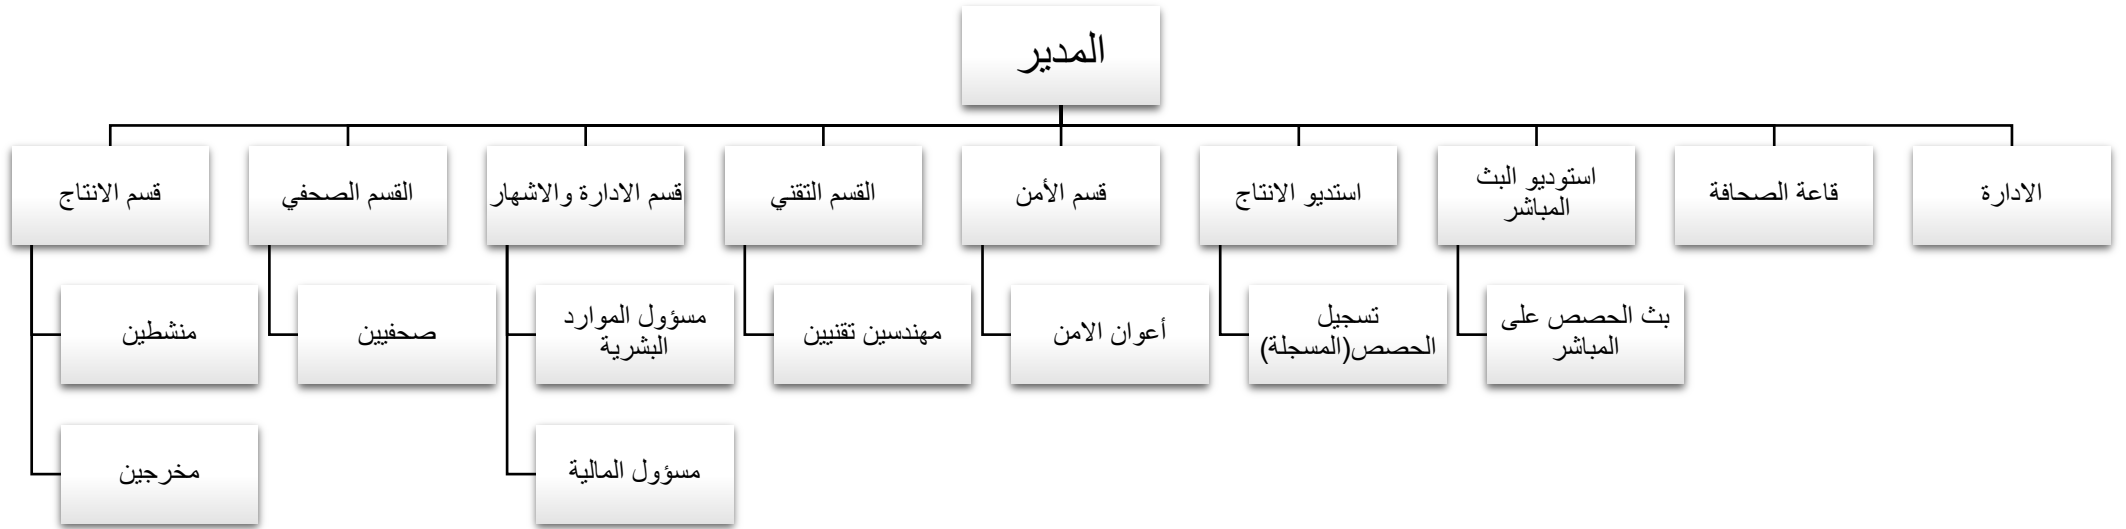 المدير
الادارة
قاعة الصحافة
استوديو البث
المباشر
استديو الانتاج
قسم الأمن
القسم التقني
قسم الادارة والاشهار
القسم الصحفي
قسم الانتاج
بث الحصص على
المباشر
تسجيل
الحصص(المسجلة)
أعوان الامن
مهندسين تقنيين
مسؤول الموارد
البشرية
صحفيين
منشطين
مسؤول المالية
مخرجين